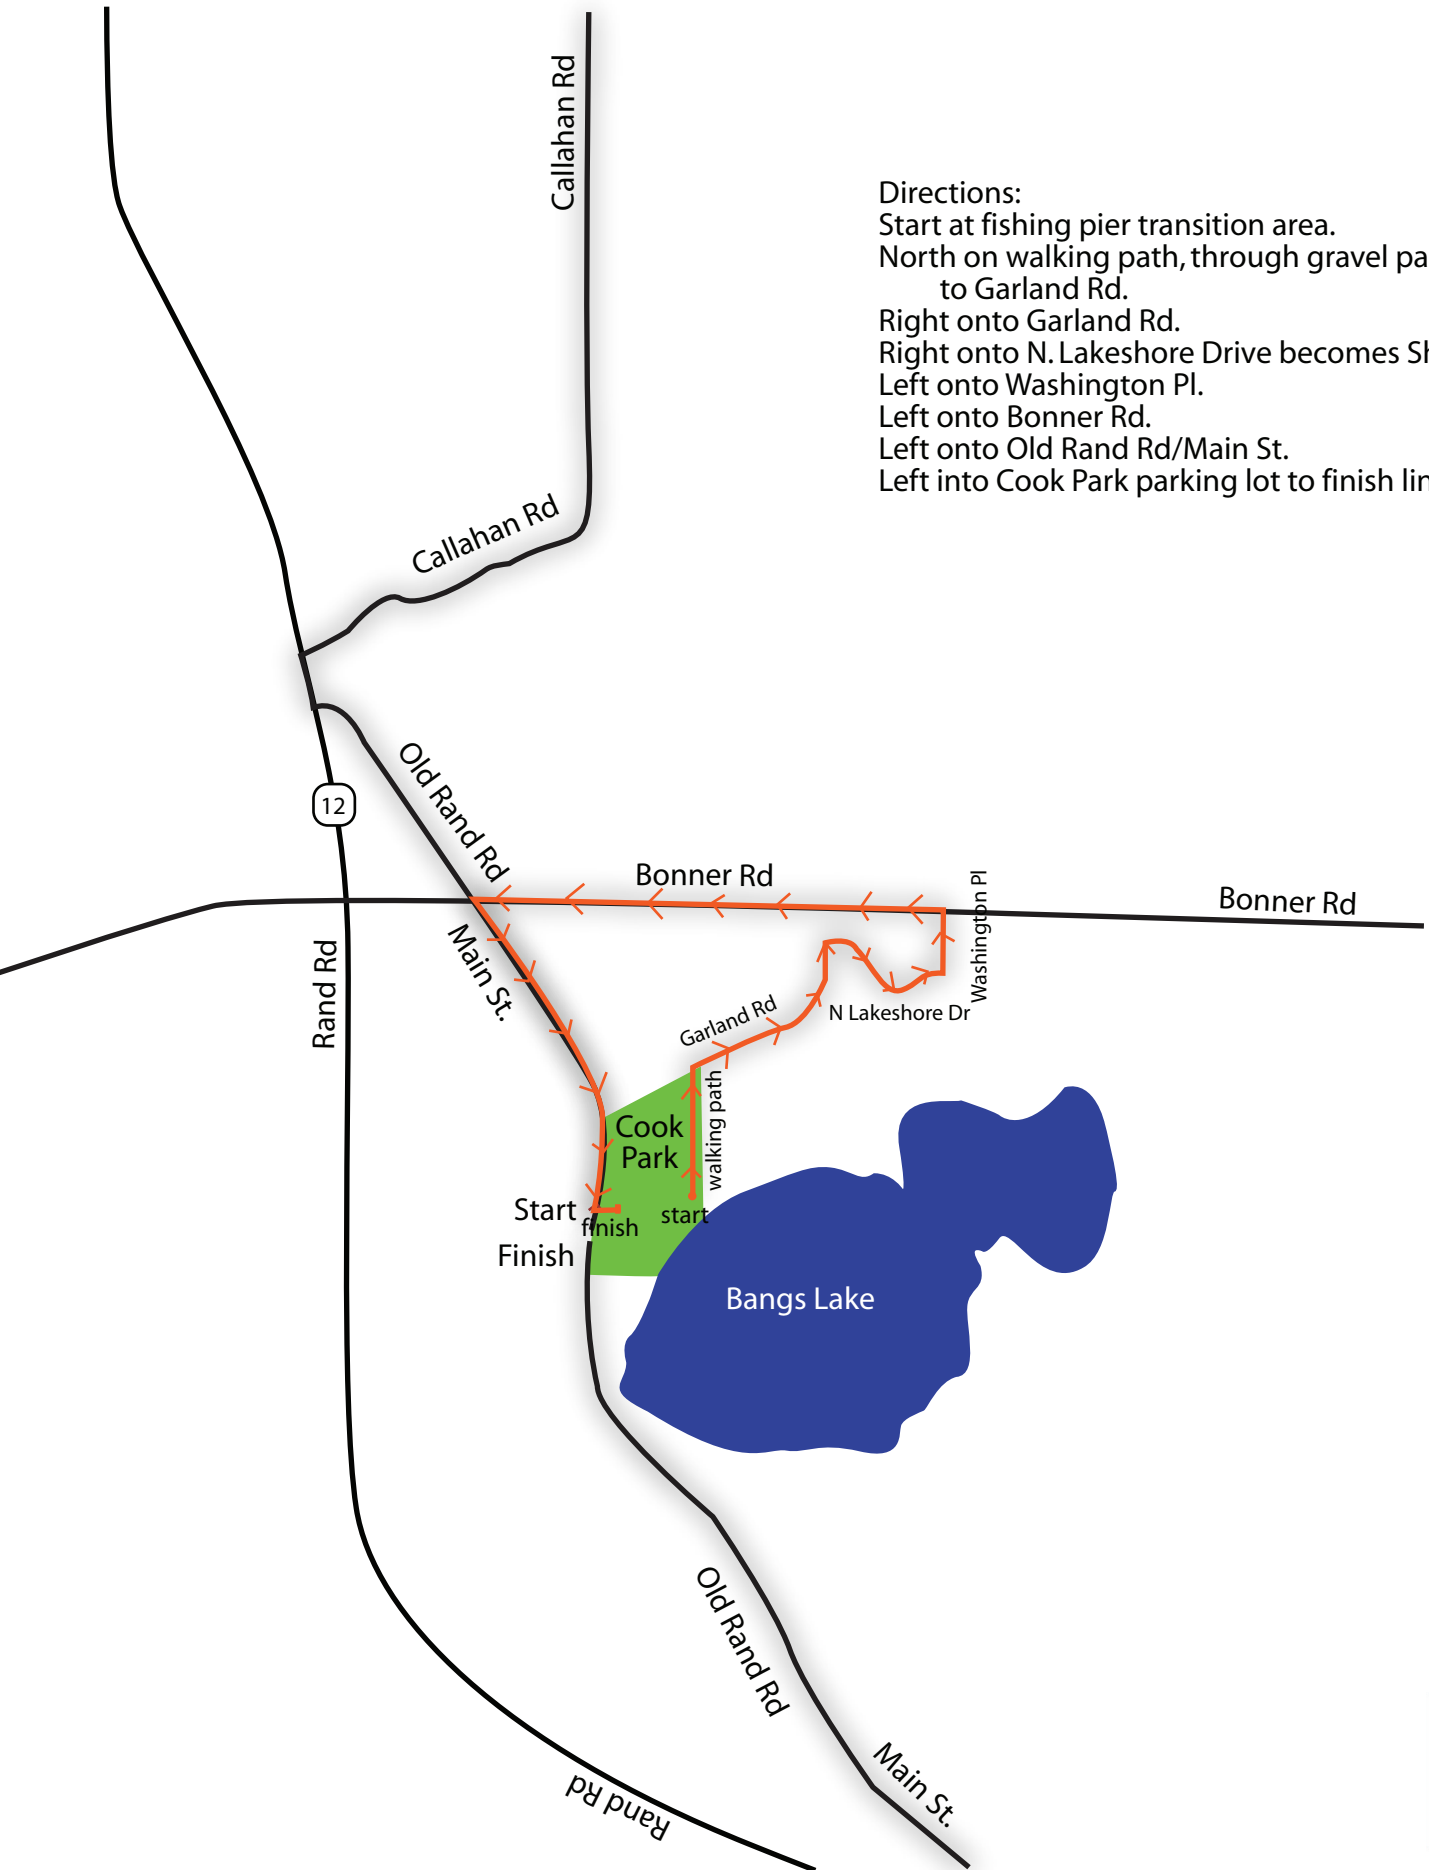 Callahan Rd
Directions:
Start at fishing pier transition area.
North on walking path, through gravel pa
to Garland Rd.
Right onto Garland Rd.
Right onto N. Lakeshore Drive becomes Sh
Left onto Washington Pl.
Left onto Bonner Rd.
Left onto Old Rand Rd/Main St.
Left into Cook Park parking lot to finish lin
Callahan Rd
Old Rand Rd
12
Bonner Rd
Washington Pl
Bonner Rd
Main St.
Rand Rd
Garland Rd
N Lakeshore Dr
walking path
Cook
Park
Start
finish
start
Finish
Bangs Lake
Old Rand Rd
Main St.
Rand Rd